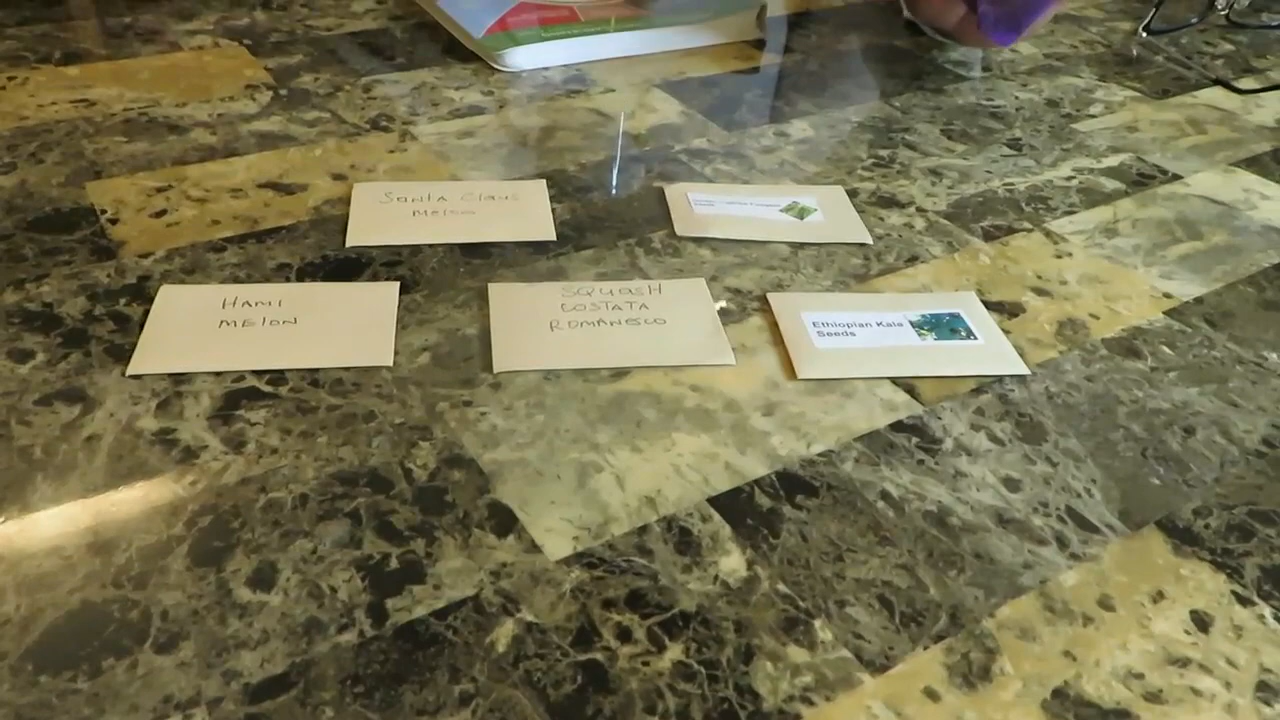 Santa Claus
Melon
HAMI
MELON
SQUASH
COSTATA
ROMANESCO
Ethiopian Kale
Seeds